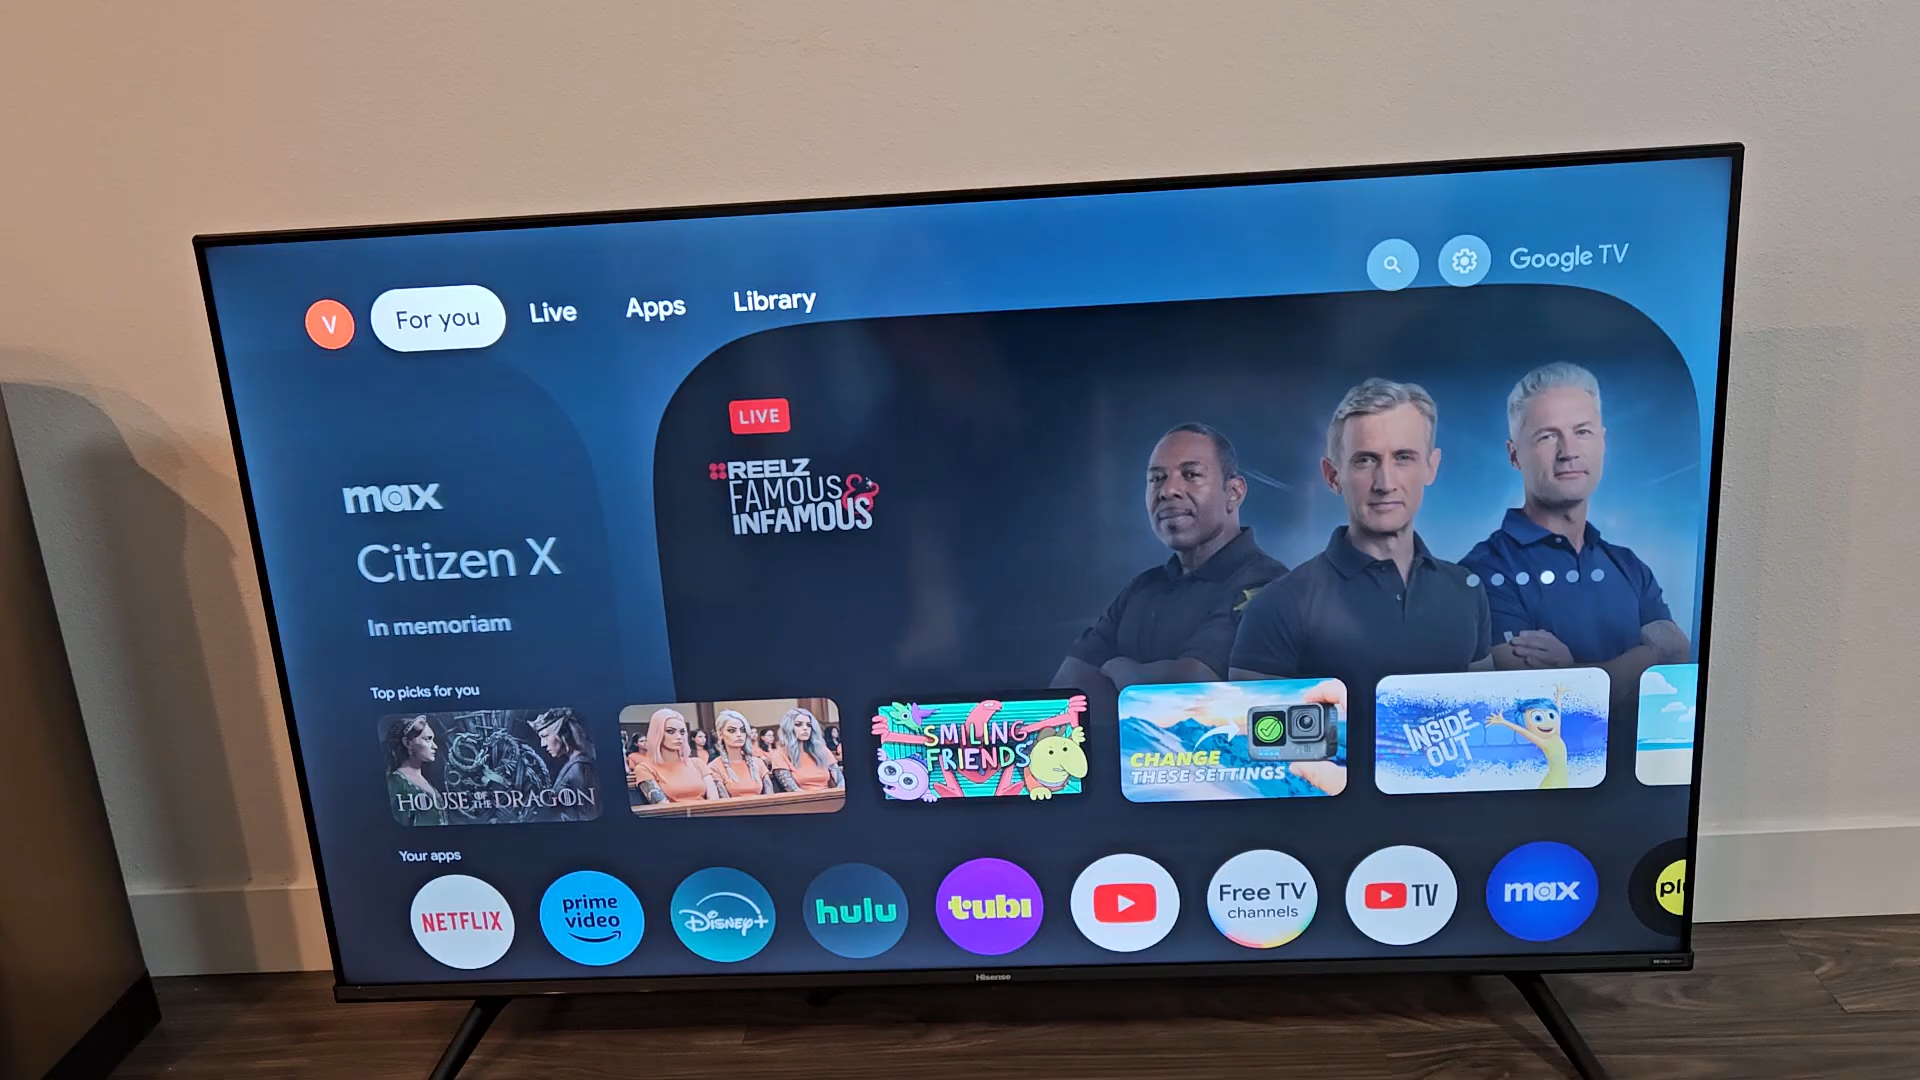 V
For you
Live
Apps
Library
Google TV
LIVE
REELZ
FAMOUS &
INFAMOUS
max
Citizen X
In memoriam
Top picks for you
HOUSE OF THE DRAGON
SMILING
FRIENDS
CHANGE
THESE SETTINGS
INSIDE
OUT
Your apps
NETFLIX
prime
video
Disney+
hulu
tubi
Free TV
channels
TV
max
pl
Hisense